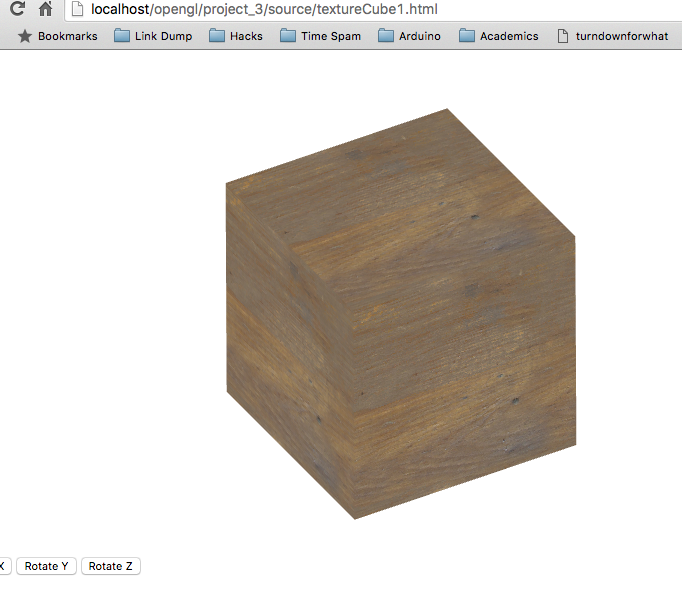 localhost/opengl/project_3/source/textureCube1.html
Bookmarks Link Dump Hacks Time Spam Arduino Academics turndownforwhat
X Rotate Y Rotate Z